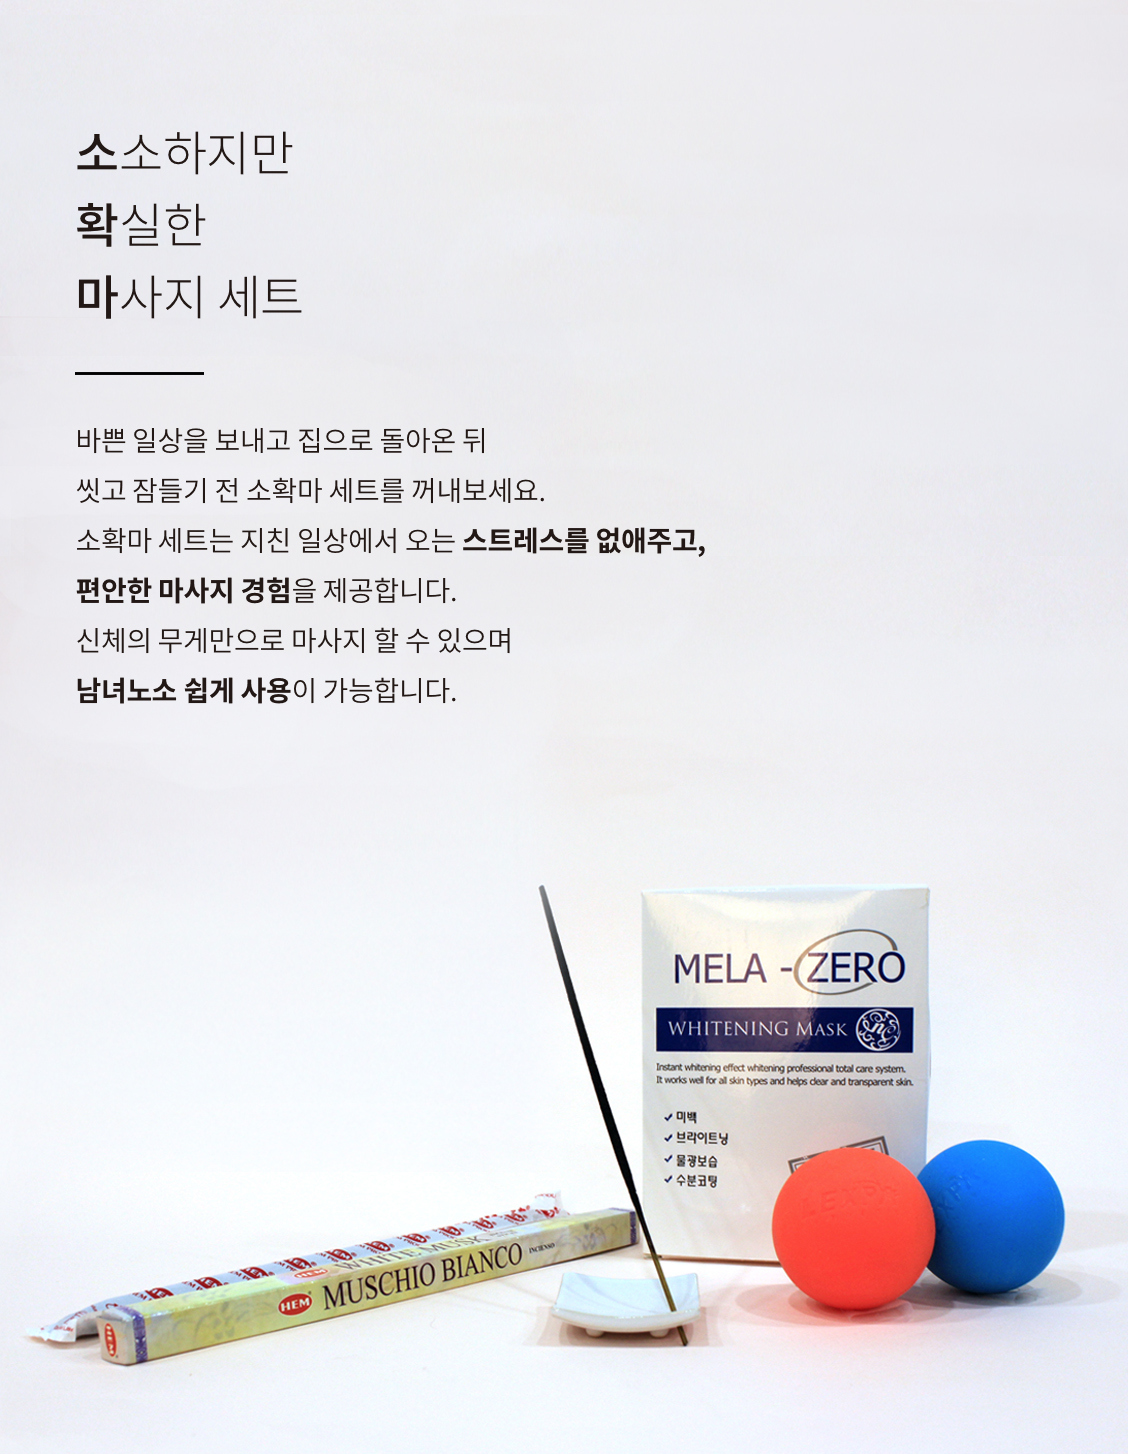 소소하지만
확실한
마사지 세트
바쁜 일상을 보내고 집으로 돌아온 뒤
씻고 잠들기 전 소확마 세트를 꺼내보세요.
소확마 세트는 지친 일상에서 오는 스트레스를 없애주고,
편안한 마사지 경험을 제공합니다.
신체의 무게만으로 마사지 할 수 있으며
남녀노소 쉽게 사용이 가능합니다.
MELA - ZERO
WHITENING MASK
Instant whitening effect whitening professional total care system.
It works well for all skin types and helps clear and transparent skin.
미백
브라이트닝
물광보습
수분코팅
HEM WHITE MUSK
HEM MUSCHIO BIANCO INCIENSO
HEM